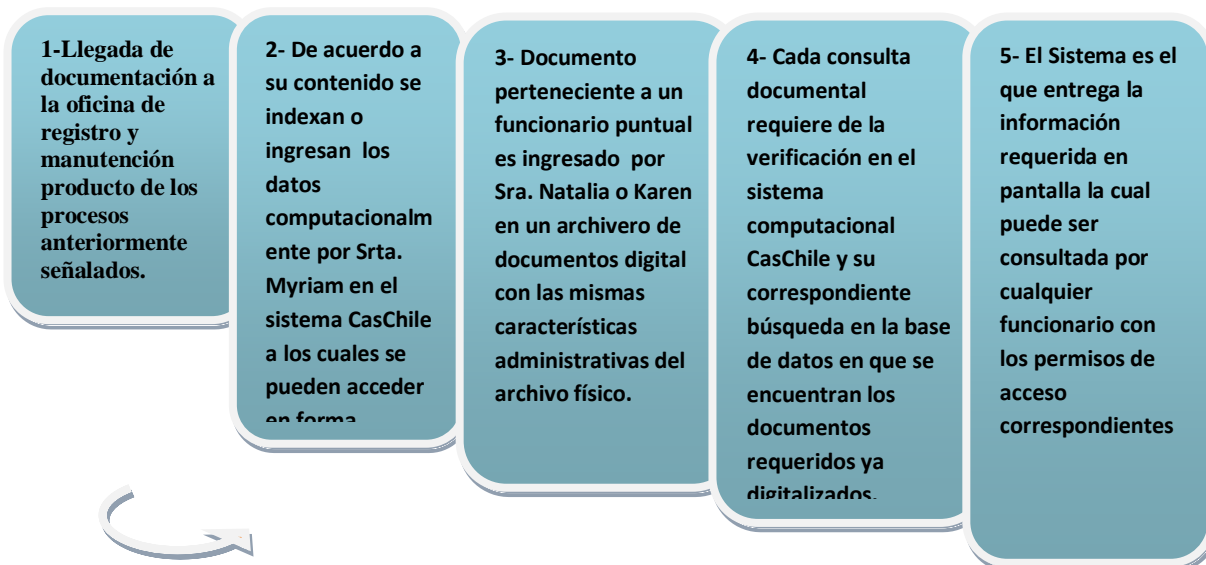 1-Llegada de
documentación a
la oficina de
registro y
manutención
producto de los
procesos
anteriormente
señalados.
2- De acuerdo a
su contenido se
indexan o
ingresan los
datos
computacionalm
ente por Srta.
Myriam en el
sistema CasChile
a los cuales se
pueden acceder
en forma
3- Documento
perteneciente a un
funcionario puntual
es ingresado por
Sra. Natalia o Karen
en un archivero de
documentos digital
con las mismas
características
administrativas del
archivo físico.
4- Cada consulta
documental
requiere de la
verificación en el
sistema
computacional
CasChile y su
correspondiente
búsqueda en la base
de datos en que se
encuentran los
documentos
requeridos ya
digitalizados.
5- El Sistema es el
que entrega la
información
requerida en
pantalla la cual
puede ser
consultada por
cualquier
funcionario con
los permisos de
acceso
correspondientes